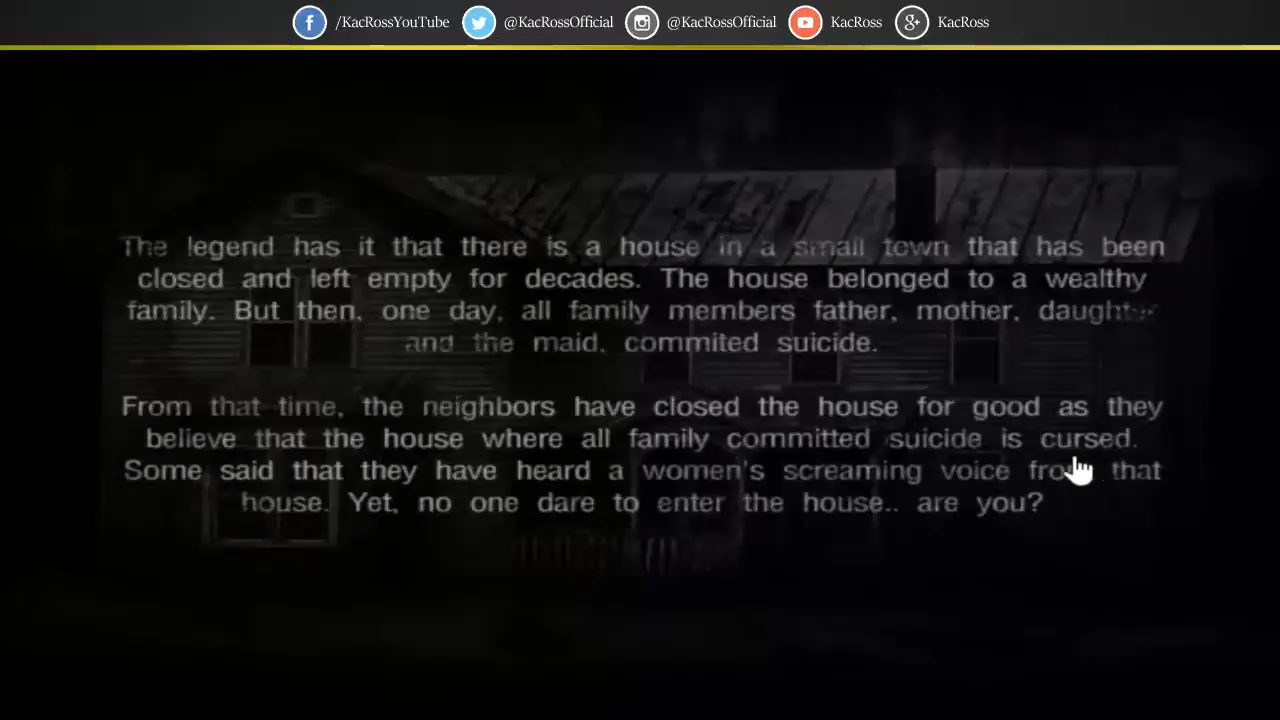 /KacRossYouTube @KacRossOfficial @KacRossOfficial KacRoss KacRoss
The legend has it that there is a house in a small town that has been
closed and left empty for decades. The house belonged to a wealthy
family. But then, one day, all family members father, mother, daughter
and the maid, commited suicide.
From that time, the neighbors have closed the house for good as they
believe that the house where all family committed suicide is cursed.
Some said that they have heard a women's screaming voice from that
house. Yet, no one dare to enter the house.. are you?